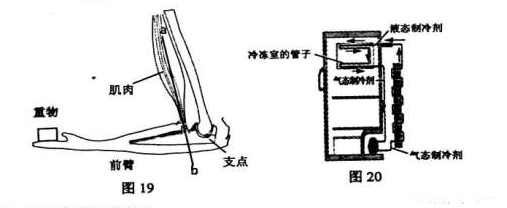 a
肌肉
重物
前臂
支点
b
图 19
液态制冷剂
冷冻室的管子
气态制冷剂
气态制冷剂
图 20